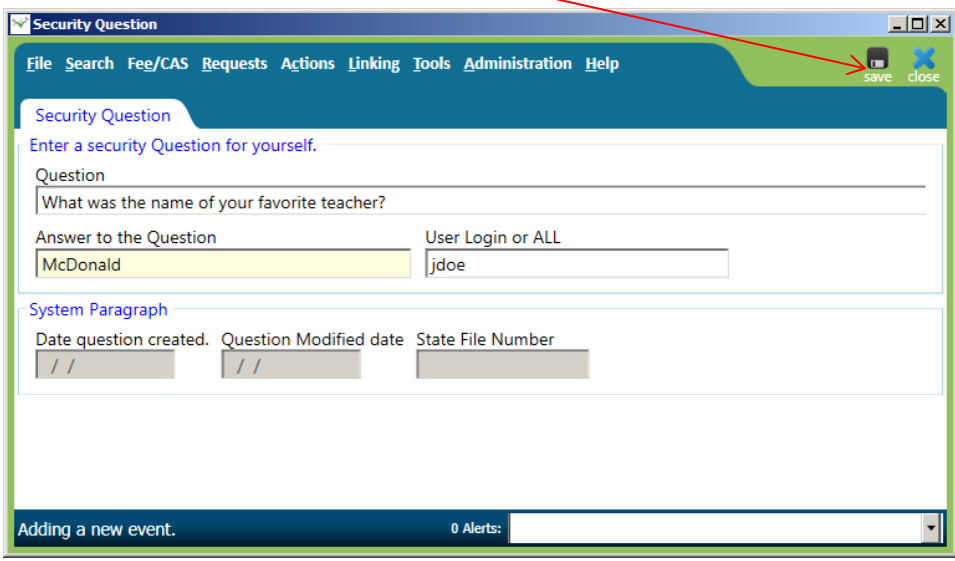 Security Question
File Search Fee/CAS Requests Actions Linking Tools Administration Help
save close
Security Question
Enter a security Question for yourself.
Question
What was the name of your favorite teacher?
Answer to the Question User Login or ALL
McDonald jdoe
System Paragraph
Date question created. Question Modified date State File Number
/ / / /
Adding a new event. 0 Alerts: